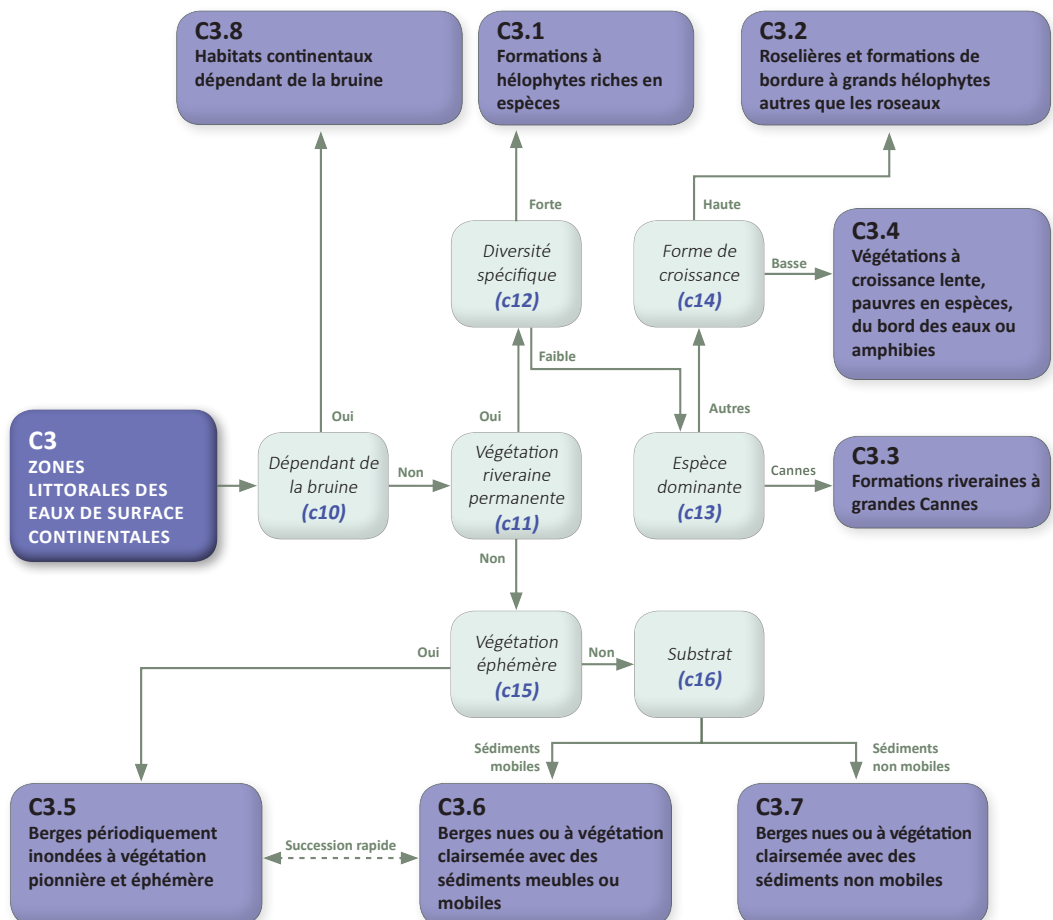 C3.8
Habitats continentaux
dépendant de la bruine
C3.1
Formations à
hélophytes riches en
espèces
C3.2
Roselières et formations de
bordure à grands hélophytes
autres que les roseaux
Forte
Haute
Diversité
spécifique
(c12)
Forme de
croissance
(c14)
Basse
C3.4
Végétations à
croissance lente,
pauvres en espèces,
du bord des eaux ou
amphibies
Faible
Oui
Oui
Autres
C3
ZONES
LITTORALES DES
EAUX DE SURFACE
CONTINENTALES
Dépendant de
la bruine
(c10)
Non
Végétation
riveraine
permanente
(c11)
Espèce
dominante
(c13)
Cannes
C3.3
Formations riveraines à
grandes Cannes
Non
Oui
Végétation
éphémère
(c15)
Non
Substrat
(c16)
Sédiments
mobiles
Sédiments
non mobiles
C3.5
Berges périodiquement
inondées à végétation
pionnière et éphémère
Succession rapide
C3.6
Berges nues ou à végétation
clairsemée avec des
sédiments meubles ou
mobiles
C3.7
Berges nues ou à végétation
clairsemée avec des
sédiments non mobiles